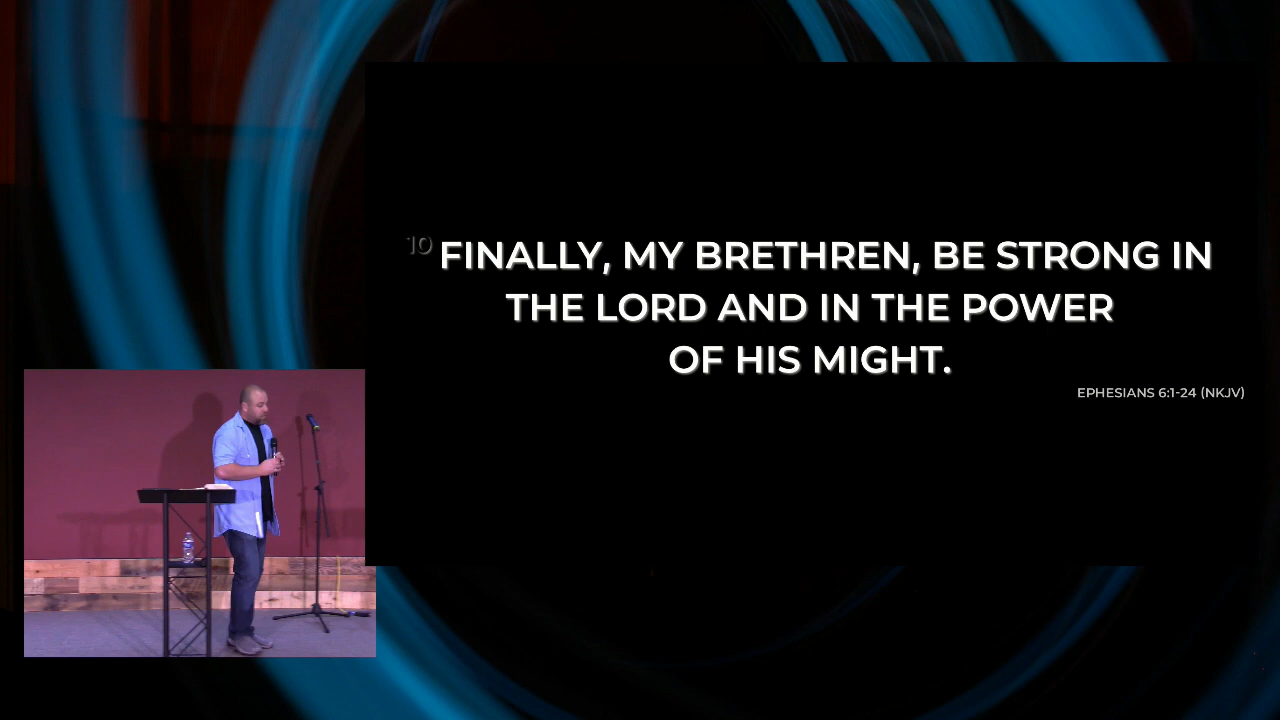 10 FINALLY, MY BRETHREN, BE STRONG IN
THE LORD AND IN THE POWER
OF HIS MIGHT.
EPHESIANS 6:1-24 (NKJV)